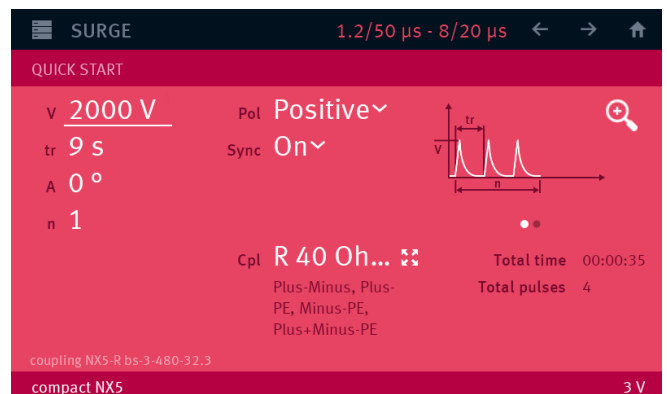 SURGE 1.2/50 µs - 8/20 µs
QUICK START
V 2000 V Pol Positive
tr 9 s Sync On
A 0 °
n 1
tr
V
n
Cpl R 40 Oh...
Plus-Minus, Plus-
PE, Minus-PE,
Plus+Minus-PE
Total time 00:00:35
Total pulses 4
coupling NX5-R bs-3-480-32.3
compact NX5 3 V